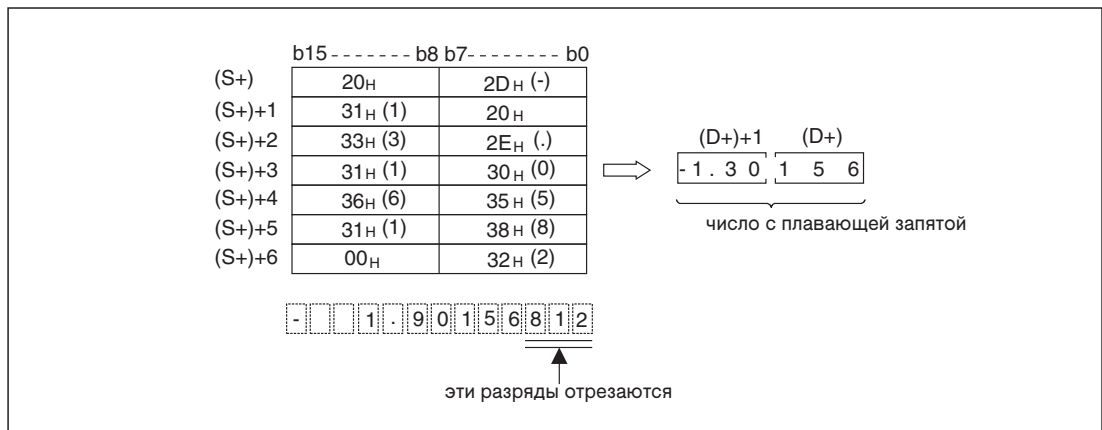 b15 - - - - - - - b8 b7- - - - - - - - b0
(S+) 20H 2DH (-)
(S+)+1 31H (1) 20H
(S+)+2 33H (3) 2EH (.)
(S+)+3 31H (1) 30H (0)
(S+)+4 36H (6) 35H (5)
(S+)+5 31H (1) 38H (8)
(S+)+6 00H 32H (2)
(D+)+1 (D+)
-1.30 1 5 6
число с плавающей запятой
- 1 . 9 0 1 5 6 8 1 2
эти разряды отрезаются